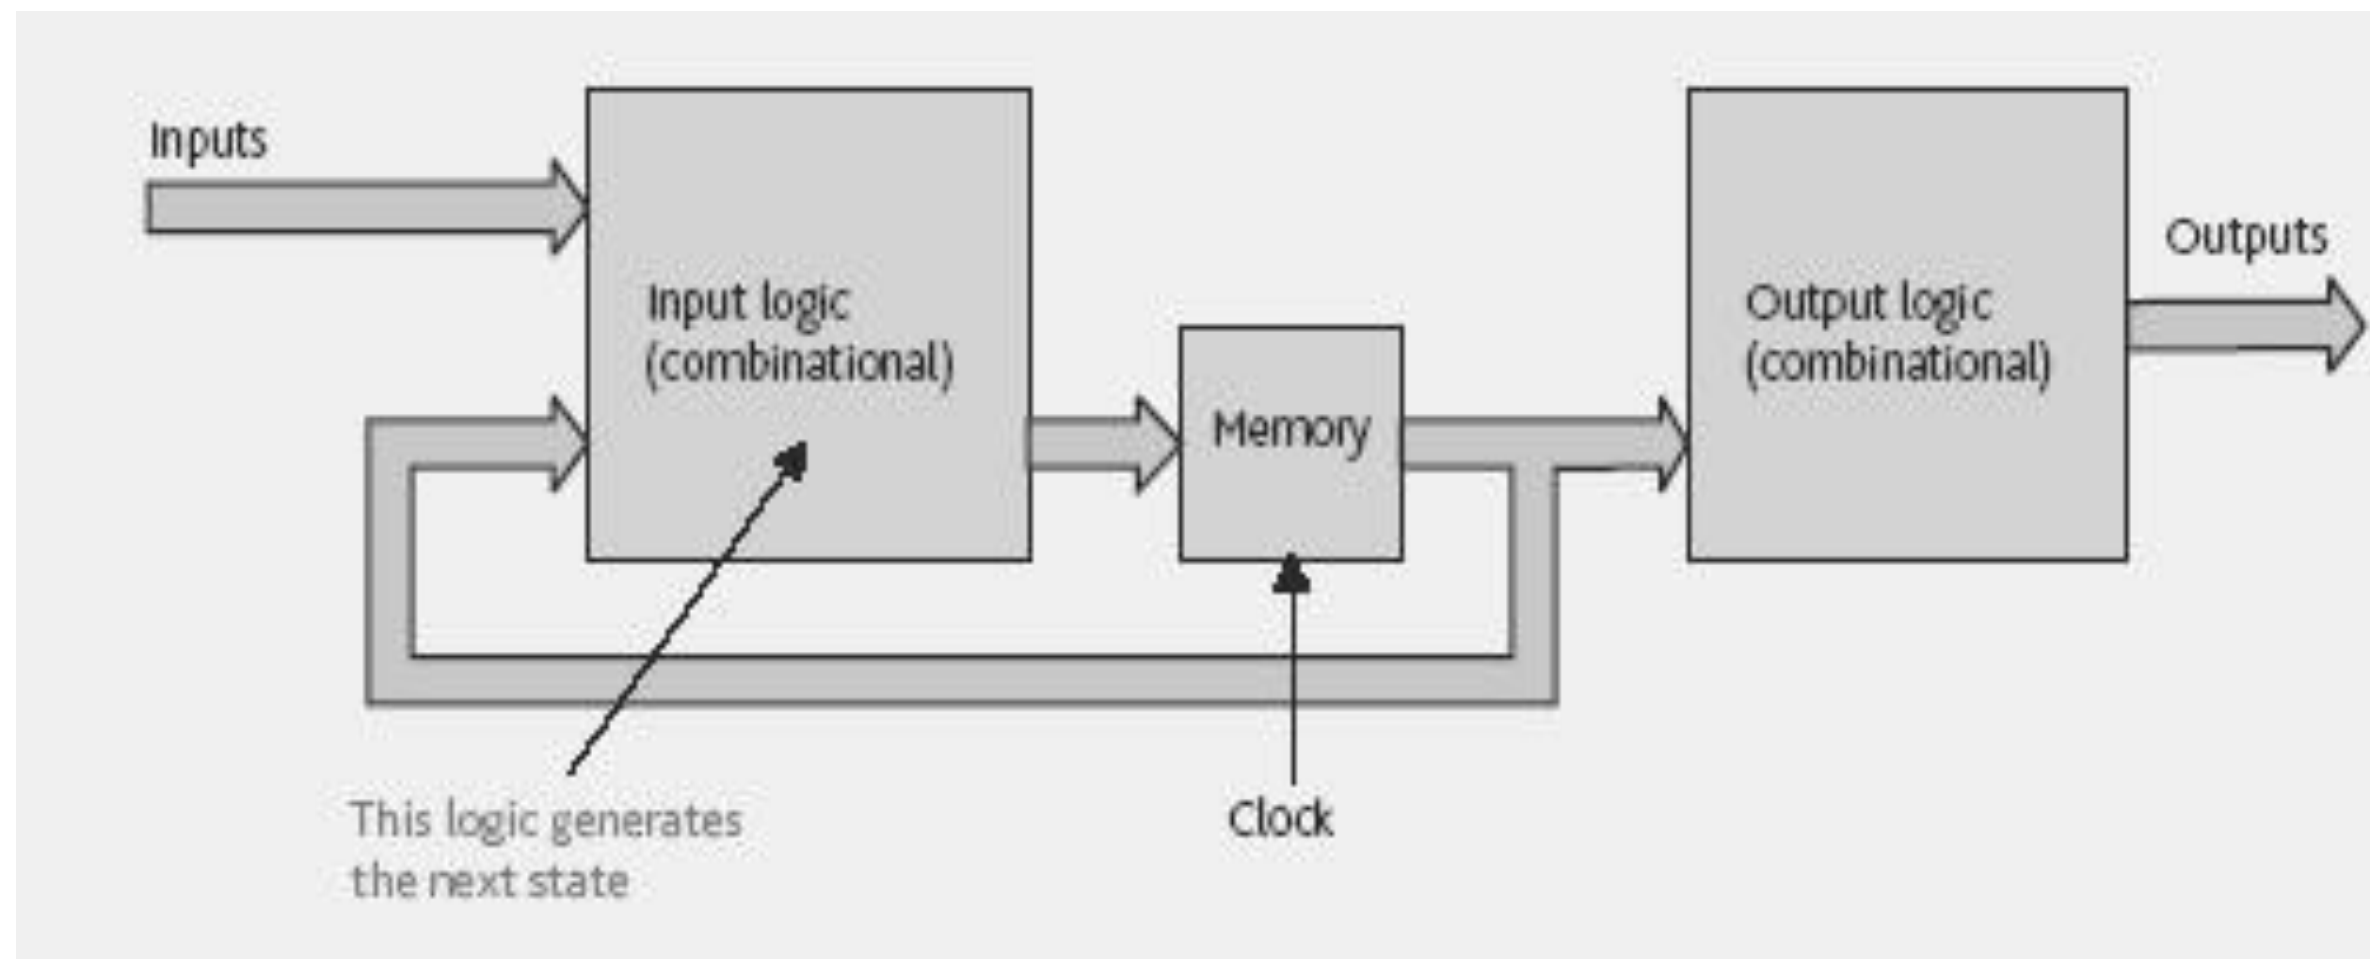 Inputs
Input logic
(combinational)
Memory
Output logic
(combinational)
Outputs
This logic generates
the next state
Clock